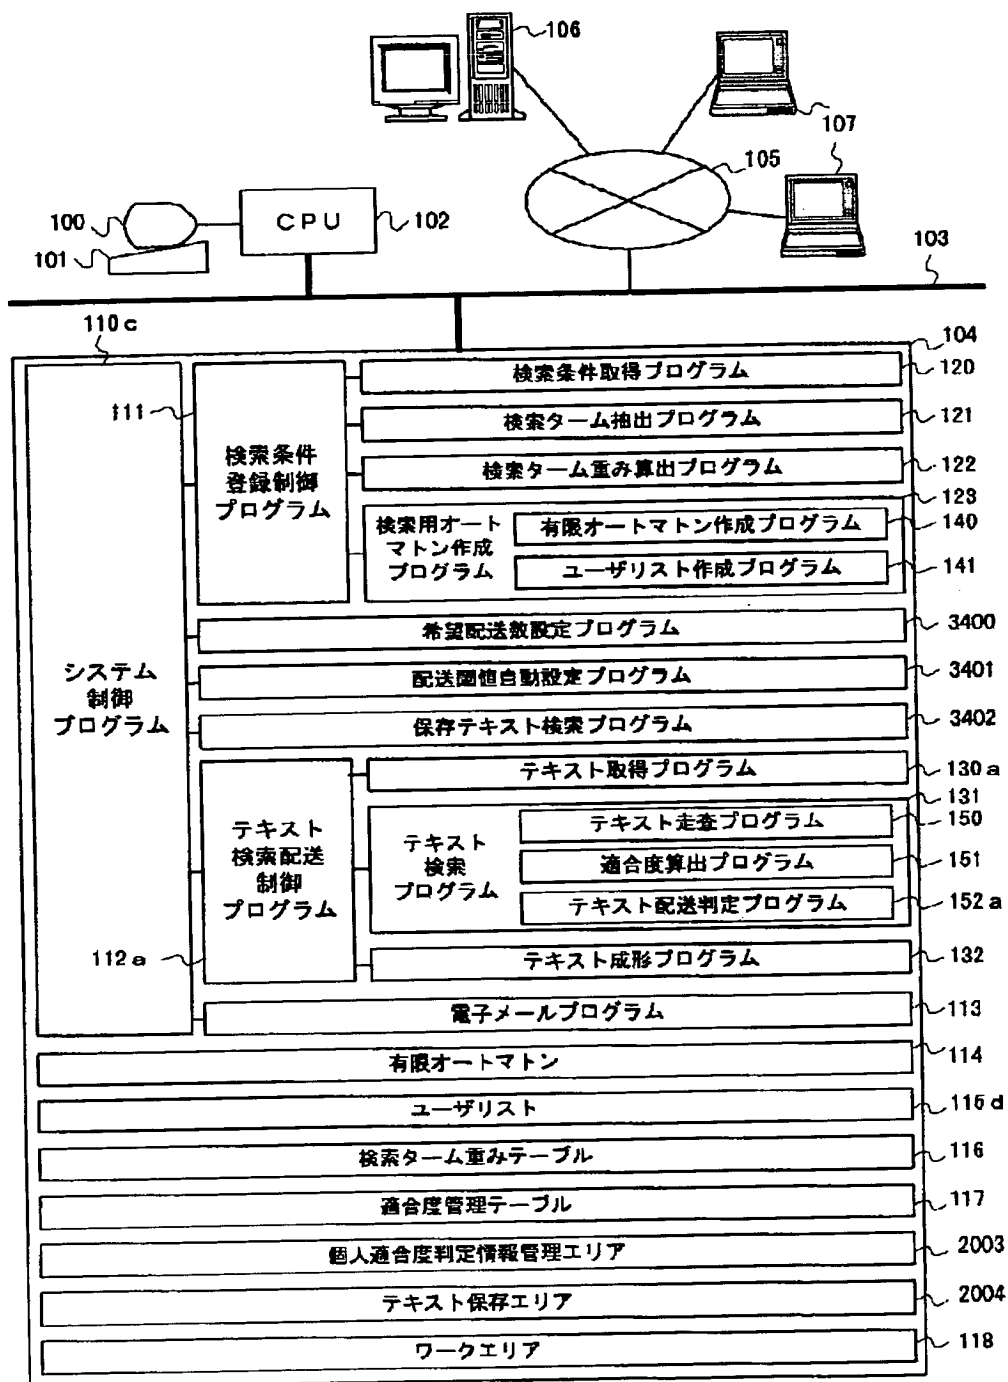 106
107
105
100
CPU
102
101
103
110c
104
111
検索条件取得プログラム
120
検索ターム抽出プログラム
121
検索条件
登録制御
プログラム
検索ターム重み算出プログラム
122
123
検索用オート
マトン作成
プログラム
有限オートマトン作成プログラム
140
ユーザリスト作成プログラム
141
システム
制御
プログラム
希望配送数設定プログラム
3400
配送閾値自動設定プログラム
3401
保存テキスト検索プログラム
3402
テキスト
検索配送
制御
プログラム
112a
テキスト取得プログラム
130a
131
テキスト
検索
プログラム
テキスト走査プログラム
150
適合度算出プログラム
151
テキスト配送判定プログラム
152a
テキスト成形プログラム
132
電子メールプログラム
113
有限オートマトン
114
ユーザリスト
115d
検索ターム重みテーブル
116
適合度管理テーブル
117
個人適合度判定情報管理エリア
2003
テキスト保存エリア
2004
ワークエリア
118